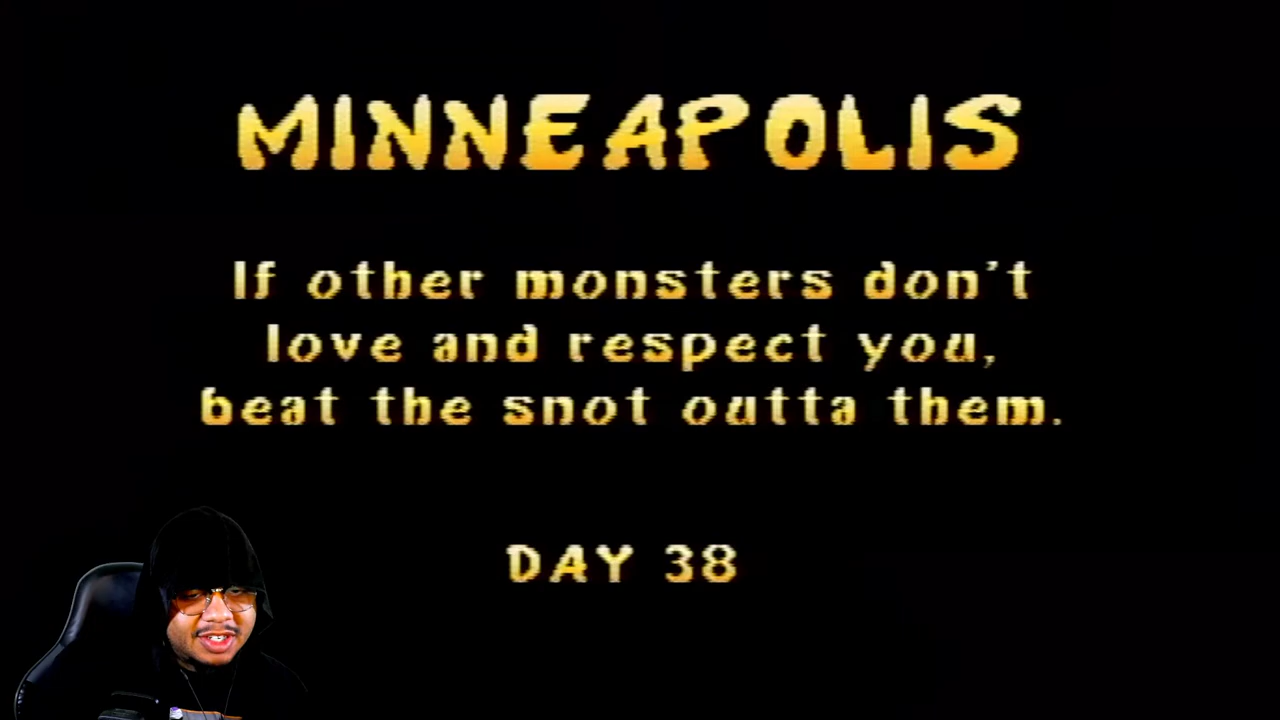 MINNEAPOLIS
If other monsters don't
love and respect you,
beat the snot outta them.
DAY 38